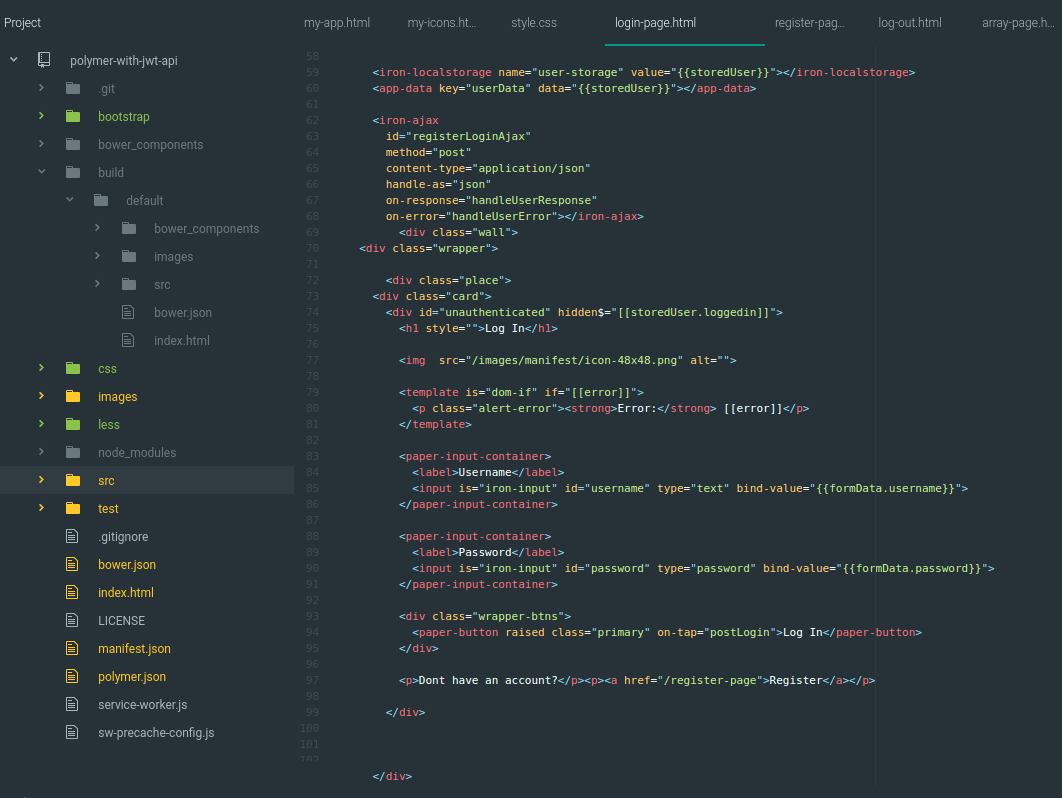 Project
my-app.html my-icons.ht... style.css login-page.html register-pag... log-out.html array-page.h...
polymer-with-jwt-api
.git
bootstrap
bower_components
build
default
bower_components
images
src
bower.json
index.html
css
images
less
node_modules
src
test
.gitignore
bower.json
index.html
LICENSE
manifest.json
polymer.json
service-worker.js
sw-precache-config.js
58
59 <iron-localstorage name="user-storage" value="{{storedUser}}"></iron-localstorage>
60 <app-data key="userData" data="{{storedUser}}"></app-data>
61
62 <iron-ajax
63 id="registerLoginAjax"
64 method="post"
65 content-type="application/json"
66 handle-as="json"
67 on-response="handleUserResponse"
68 on-error="handleUserError"></iron-ajax>
69 <div class="wall">
70 <div class="wrapper">
71
72 <div class="place">
73 <div class="card">
74 <div id="unauthenticated" hidden$="[[storedUser.loggedin]]">
75 <h1 style="">Log In</h1>
76
77 <img  src="/images/manifest/icon-48x48.png" alt="">
78
79 <template is="dom-if" if="[[error]]">
80 <p class="alert-error"><strong>Error:</strong> [[error]]</p>
81 </template>
82
83 <paper-input-container>
84 <label>Username</label>
85 <input is="iron-input" id="username" type="text" bind-value="{{formData.username}}">
86 </paper-input-container>
87
88 <paper-input-container>
89 <label>Password</label>
90 <input is="iron-input" id="password" type="password" bind-value="{{formData.password}}">
91 </paper-input-container>
92
93 <div class="wrapper-btns">
94 <paper-button raised class="primary" on-tap="postLogin">Log In</paper-button>
95 </div>
96
97 <p>Dont have an account?</p><p><a href="/register-page">Register</a></p>
98
99 </div>
100
101
102
</div>